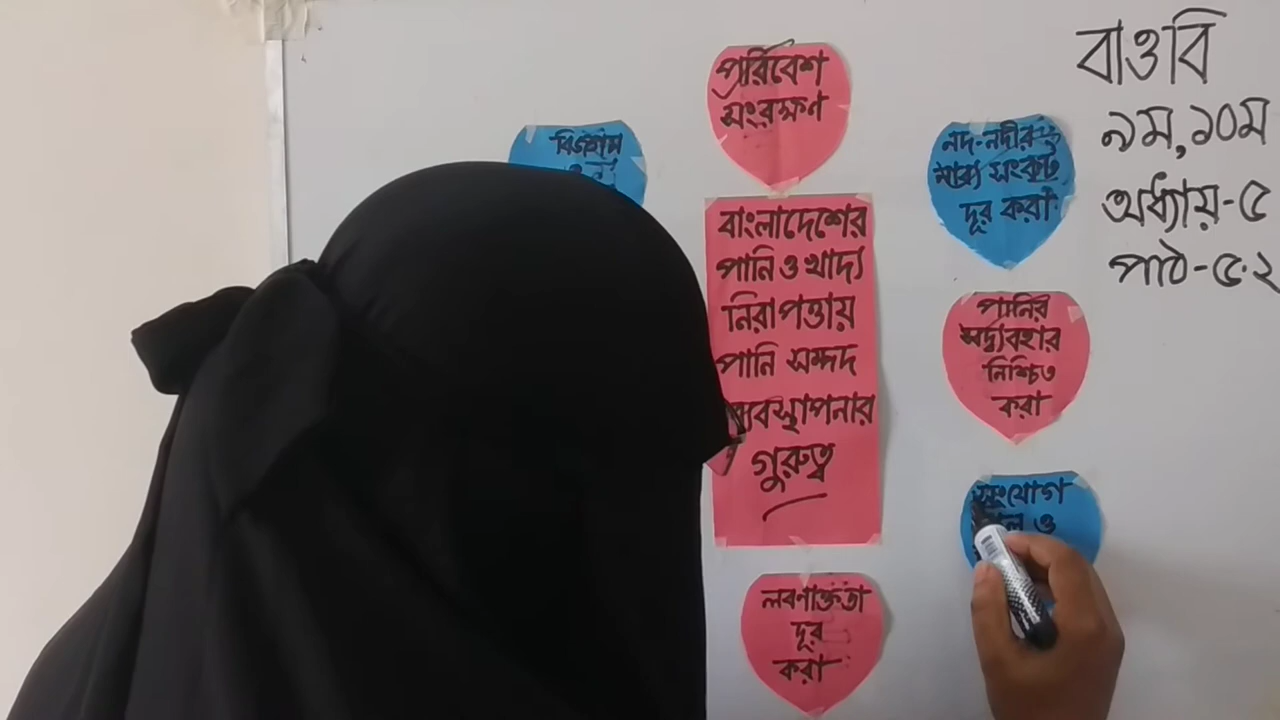 পরিবেশ
সংরক্ষণ
বাওবি
৯ম,১০ম
অধ্যায়-৫
পাঠ-৫.২
নদ-নদীর
সংকট
দূর করা
বাংলাদেশের
পানি ও খাদ্য
নিরাপত্তায়
পানি সম্পদ
ব্যবস্থাপনার
গুরুত্ব
পানির
সর্দ্ব্যবহার
নিশ্চিত
করা
সংযোগ
ও
লবণাক্ততা
দূর
করা